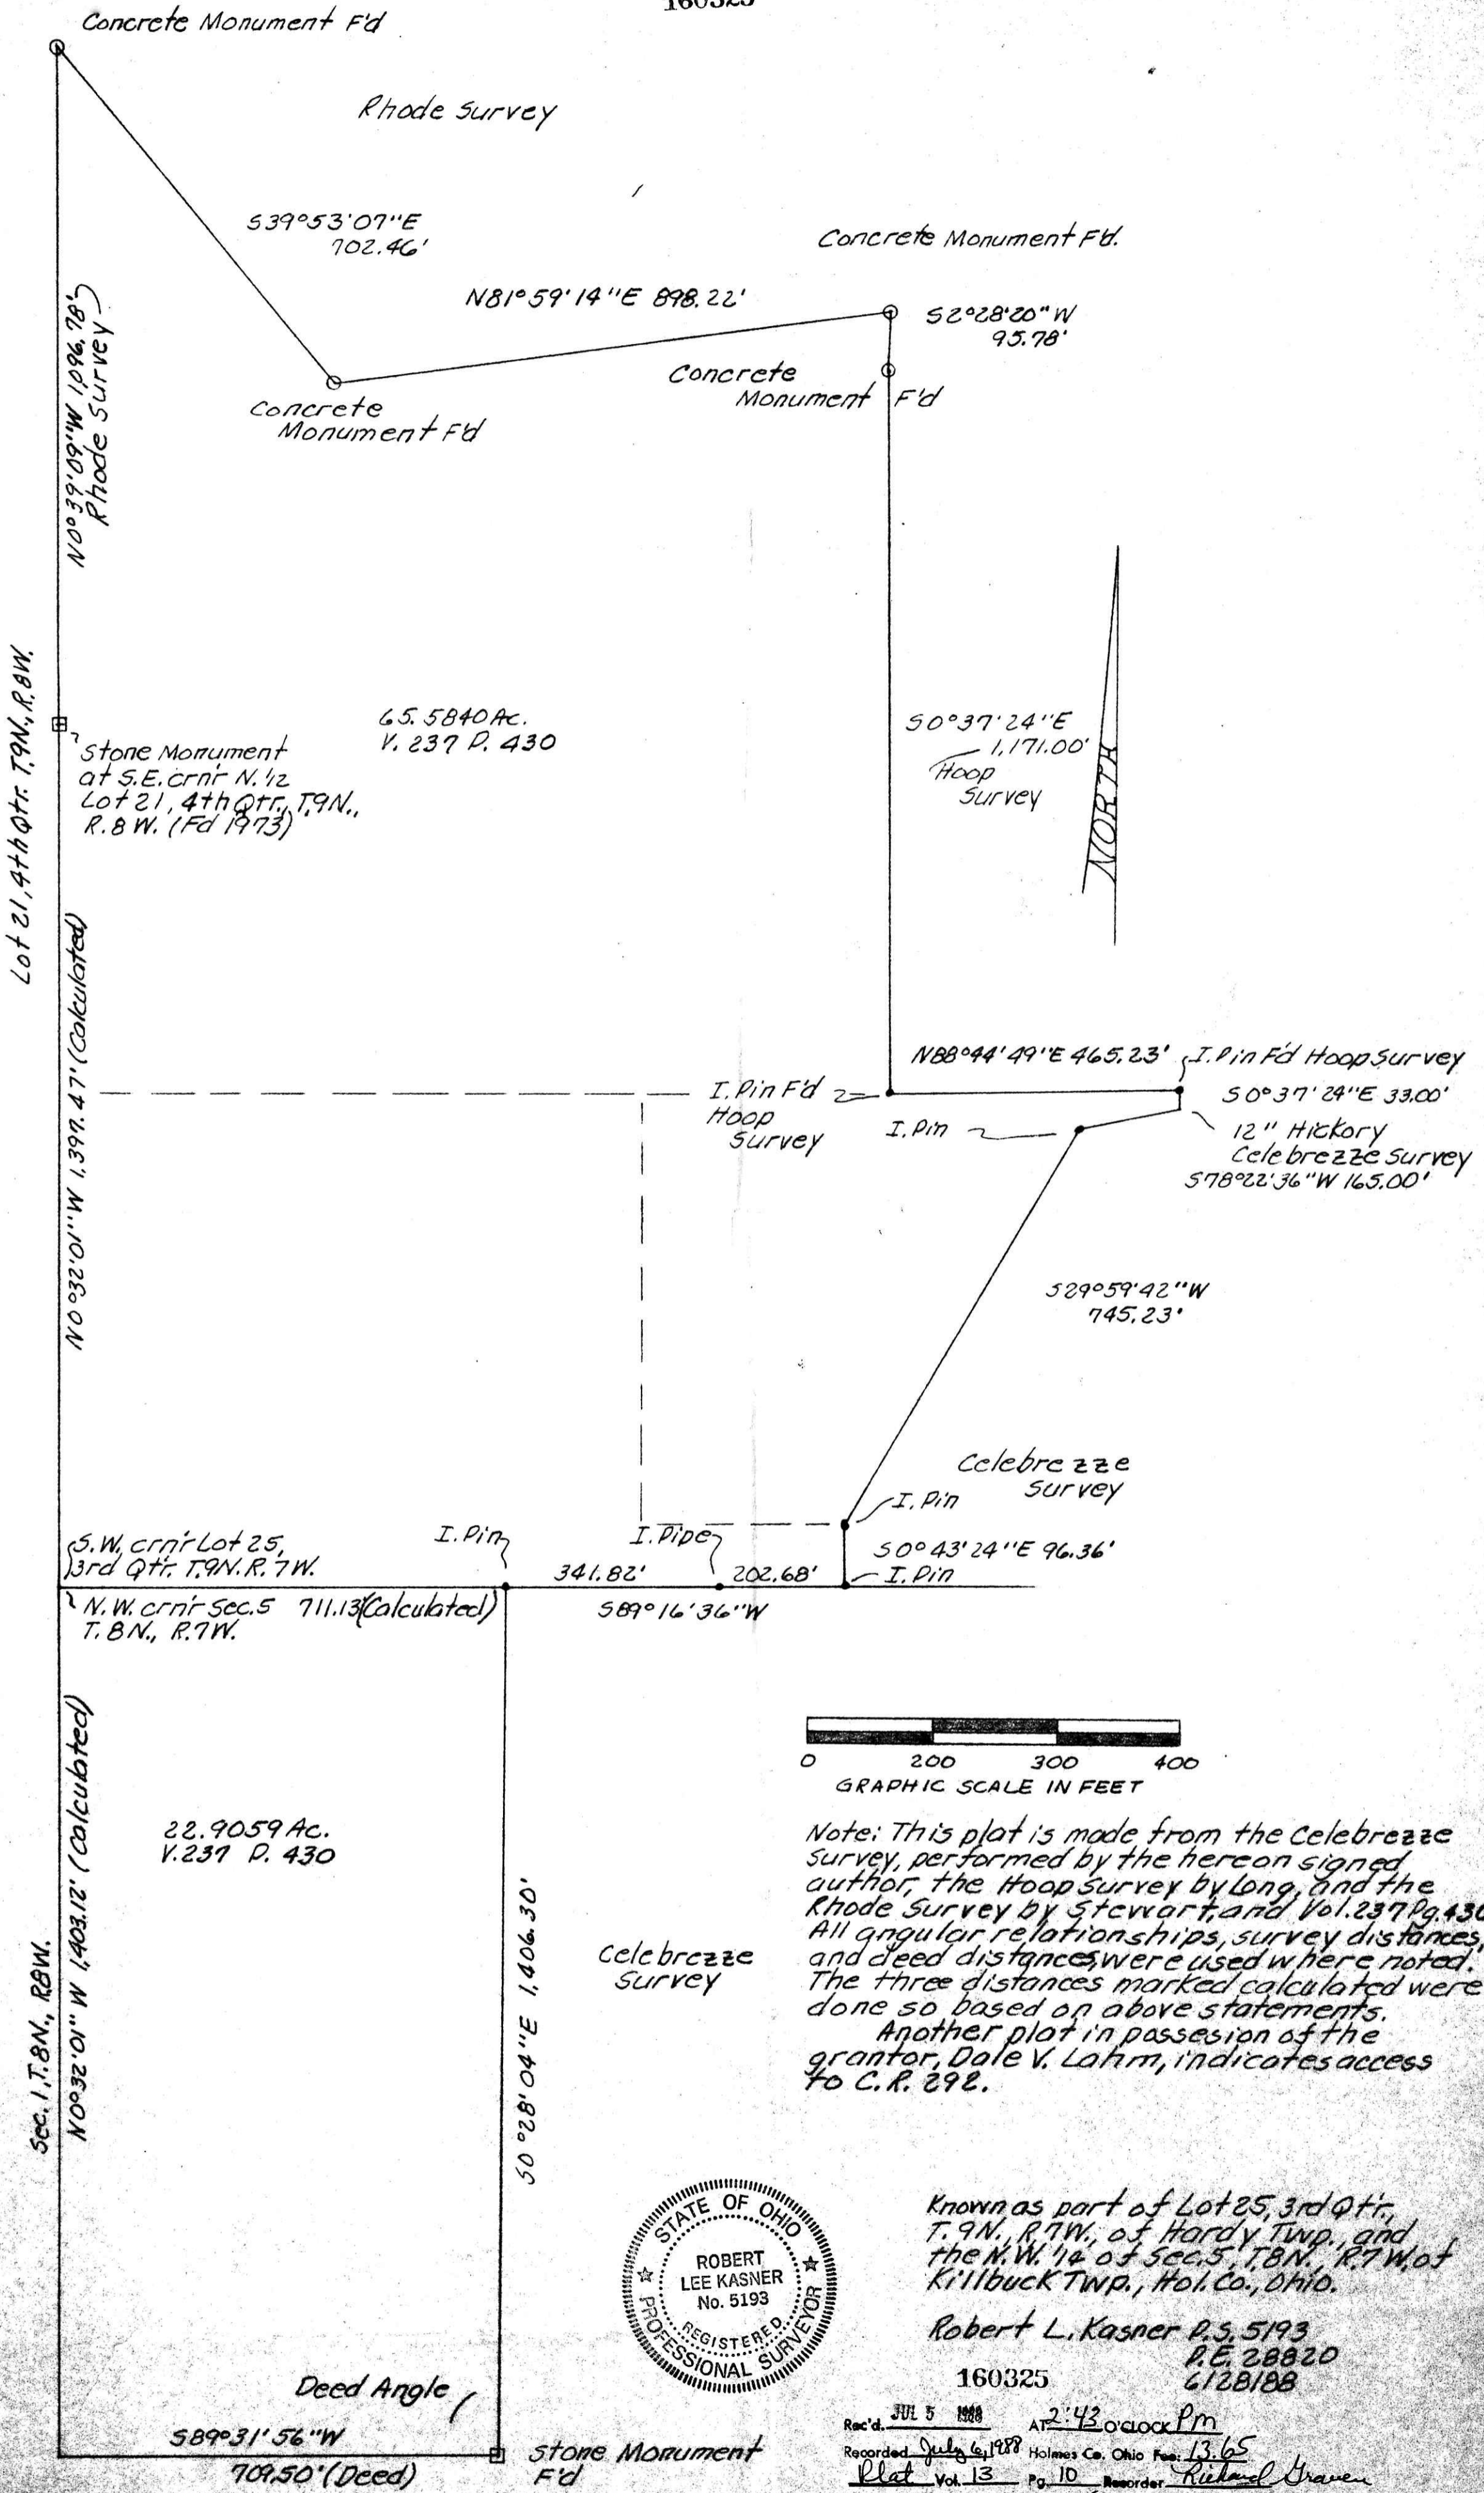 160325
Concrete Monument F'd
Rhode Survey
S39°53'07"E
702.46'
Concrete Monument F'd.
N81°59'14"E 898.22'
S2°28'20"W
95.78'
Concrete
Monument F'd
Concrete
Monument F'd
N0°39'09"W 1,096.78'
Rhode Survey
Lot 21, 4th Qtr. T.9N., R.8W.
65.5840 Ac.
V. 237 P. 430
Stone Monument
at S.E. crn'r N. 1/2
Lot 21, 4th Qtr., T.9N.,
R.8 W. (Fd 1973)
S0°37'24"E
1,171.00'
Hoop
Survey
NORTH
N0°32'01"W 1,397.47' (Calculated)
N88°44'49"E 465.23'
I.Pin F'd Hoop Survey
S0°37'24"E 33.00'
I.Pin F'd
Hoop
Survey
I.Pin
12" Hickory
Celebrezze Survey
S78°22'36"W 165.00'
S29°59'42"W
745.23'
Celebrezze
Survey
I.Pin
S.W. crn'r Lot 25,
3rd Qtr. T.9N. R.7W.
I.Pin
I.Pipe
S0°43'24"E 96.36'
341.82'
202.68'
I.Pin
N.W. crn'r Sec.5
T.8N., R.7W.
711.13'(Calculated)
S89°16'36"W
0 200 300 400
GRAPHIC SCALE IN FEET
22.9059 Ac.
V.237 P. 430
N0°32'01" W 1,403.12' (Calculated)
Sec. 1, T.8N., R8W.
S0°28'04"E 1,406.30'
Celebrezze
Survey
Note: This plat is made from the Celebrezze
survey, performed by the hereon signed
author, the Hoop Survey by Long, and the
Rhode Survey by Stewart, and Vol.237 Pg.430
All angular relationships, survey distances,
and deed distances, were used where noted.
The three distances marked calculated were
done so based on above statements.
Another plat in possesion of the
grantor, Dale V. Lahm, indicates access
to C.R. 292.
STATE OF OHIO
ROBERT
LEE KASNER
No. 5193
REGISTERED
PROFESSIONAL SURVEYOR
Known as part of Lot 25, 3rd Qtr.,
T.9N., R.7W., of Hardy Twp., and
the N.W. 1/4 of Sec.5, T.8N., R.7W. of
Killbuck Twp., Hol. Co., Ohio.
Robert L. Kasner P.S. 5193
P.E. 28820
6/28/88
160325
Rec'd. JUL 5 1988 AT 2:43 O'CLOCK Pm
Recorded July 6, 1988 Holmes Co. Ohio Fee: 13.65
Plat Vol. 13 Pg. 10 Recorder Richard Graven
Deed Angle
S89°31'56"W
709.50' (Deed)
Stone Monument
F'd